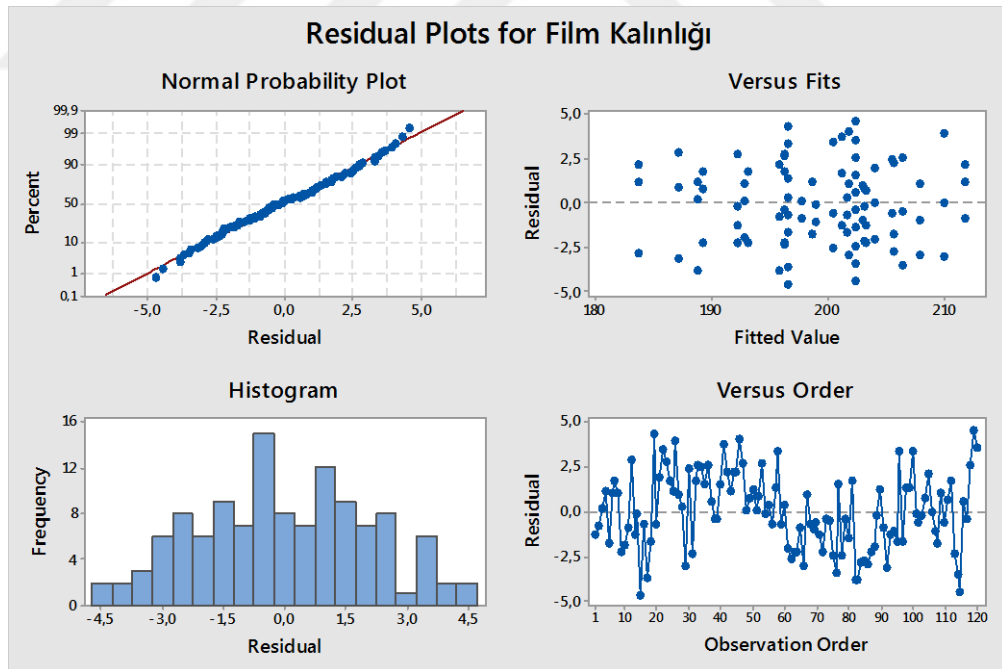 Residual Plots for Film Kalınlığı
Normal Probability Plot
99,9
99
90
50
10
1
0,1
Percent
-5,0 -2,5 0,0 2,5 5,0
Residual
Versus Fits
5,0
2,5
0,0
-2,5
-5,0
Residual
180 190 200 210
Fitted Value
Histogram
16
12
8
4
0
Frequency
-4,5 -3,0 -1,5 0,0 1,5 3,0 4,5
Residual
Versus Order
5,0
2,5
0,0
-2,5
-5,0
Residual
1 10 20 30 40 50 60 70 80 90 100 110 120
Observation Order